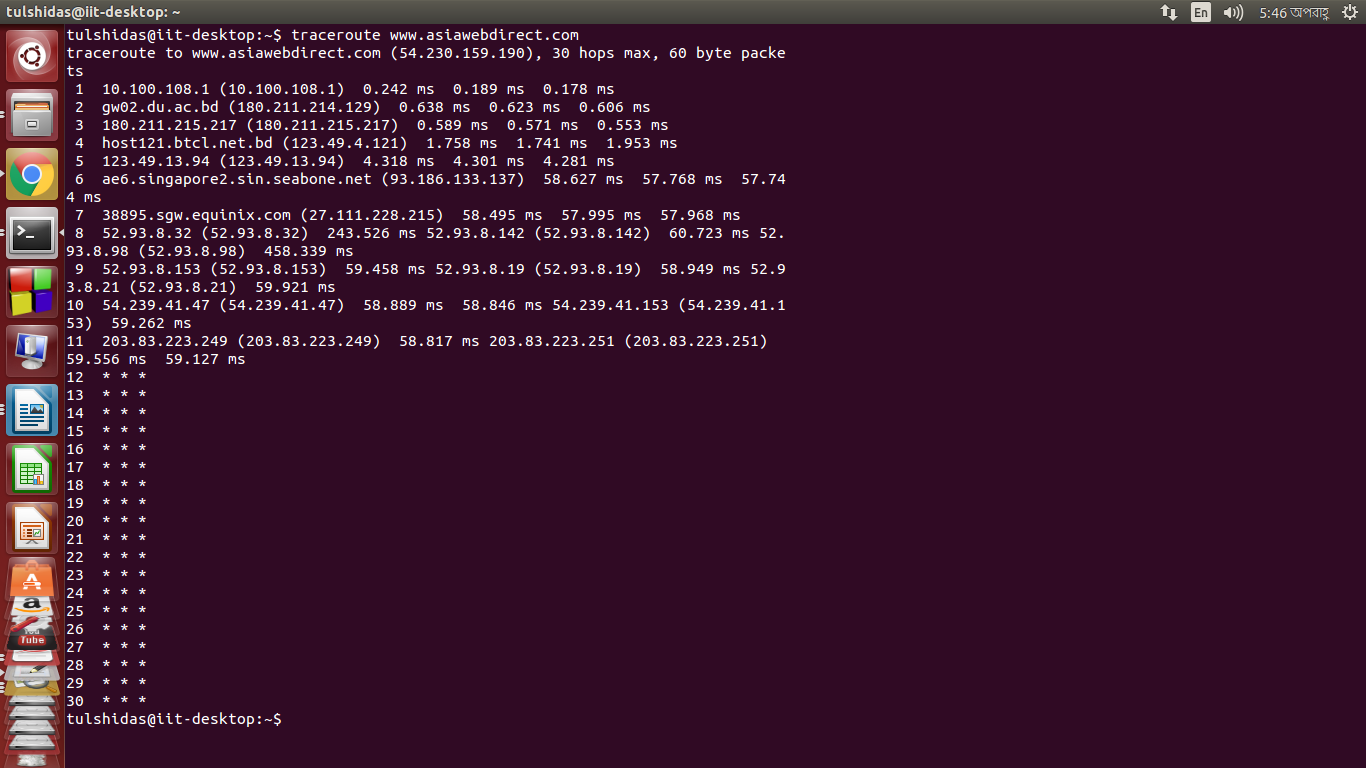 tulshidas@iit-desktop: ~
En
5:46 অপরাহ্ণ
tulshidas@iit-desktop:~$ traceroute www.asiawebdirect.com
traceroute to www.asiawebdirect.com (54.230.159.190), 30 hops max, 60 byte packe
ts
 1  10.100.108.1 (10.100.108.1)  0.242 ms  0.189 ms  0.178 ms
 2  gw02.du.ac.bd (180.211.214.129)  0.638 ms  0.623 ms  0.606 ms
 3  180.211.215.217 (180.211.215.217)  0.589 ms  0.571 ms  0.553 ms
 4  host121.btcl.net.bd (123.49.4.121)  1.758 ms  1.741 ms  1.953 ms
 5  123.49.13.94 (123.49.13.94)  4.318 ms  4.301 ms  4.281 ms
 6  ae6.singapore2.sin.seabone.net (93.186.133.137)  58.627 ms  57.768 ms  57.74
4 ms
 7  38895.sgw.equinix.com (27.111.228.215)  58.495 ms  57.995 ms  57.968 ms
 8  52.93.8.32 (52.93.8.32)  243.526 ms 52.93.8.142 (52.93.8.142)  60.723 ms 52.
93.8.98 (52.93.8.98)  458.339 ms
 9  52.93.8.153 (52.93.8.153)  59.458 ms 52.93.8.19 (52.93.8.19)  58.949 ms 52.9
3.8.21 (52.93.8.21)  59.921 ms
10  54.239.41.47 (54.239.41.47)  58.889 ms  58.846 ms 54.239.41.153 (54.239.41.1
53)  59.262 ms
11  203.83.223.249 (203.83.223.249)  58.817 ms 203.83.223.251 (203.83.223.251)
59.556 ms  59.127 ms
12  * * *
13  * * *
14  * * *
15  * * *
16  * * *
17  * * *
18  * * *
19  * * *
20  * * *
21  * * *
22  * * *
23  * * *
24  * * *
25  * * *
26  * * *
27  * * *
28  * * *
29  * * *
30  * * *
tulshidas@iit-desktop:~$
>_
A
a
You
Tube